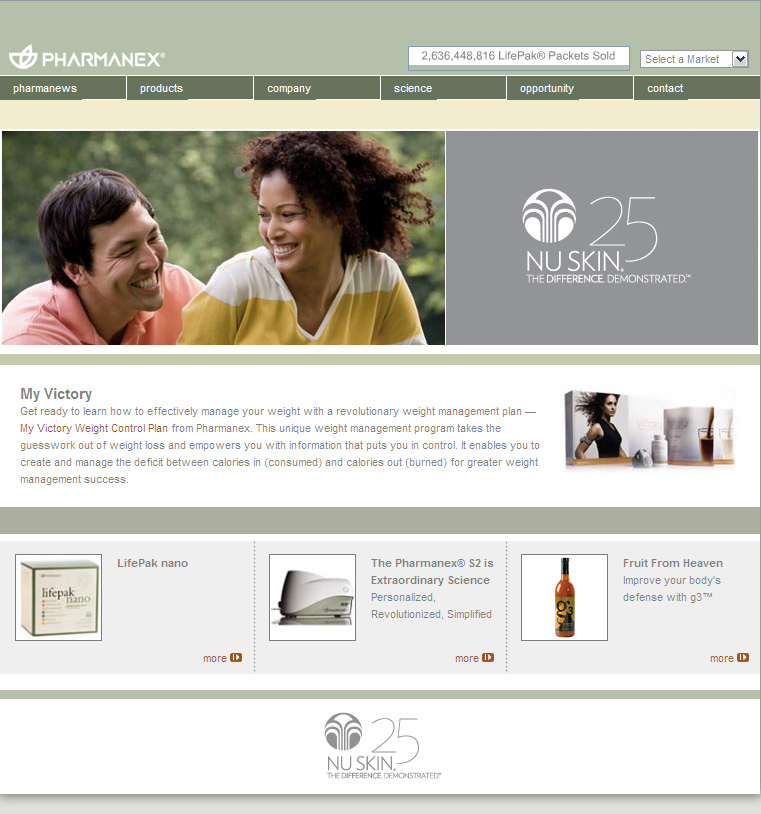 PHARMANEX®
2,636,448,816 LifePak® Packets Sold
Select a Market
pharmanews
products
company
science
opportunity
contact
25
NU SKIN®
THE DIFFERENCE. DEMONSTRATED.™
My Victory
Get ready to learn how to effectively manage your weight with a revolutionary weight management plan —
My Victory Weight Control Plan from Pharmanex. This unique weight management program takes the
guesswork out of weight loss and empowers you with information that puts you in control. It enables you to
create and manage the deficit between calories in (consumed) and calories out (burned) for greater weight
management success.
lifepak
nano
LifePak nano
more
The Pharmanex® S2 is
Extraordinary Science
Personalized,
Revolutionized, Simplified
more
g3
Fruit From Heaven
Improve your body's
defense with g3™
more
25
NU SKIN®
THE DIFFERENCE. DEMONSTRATED.™